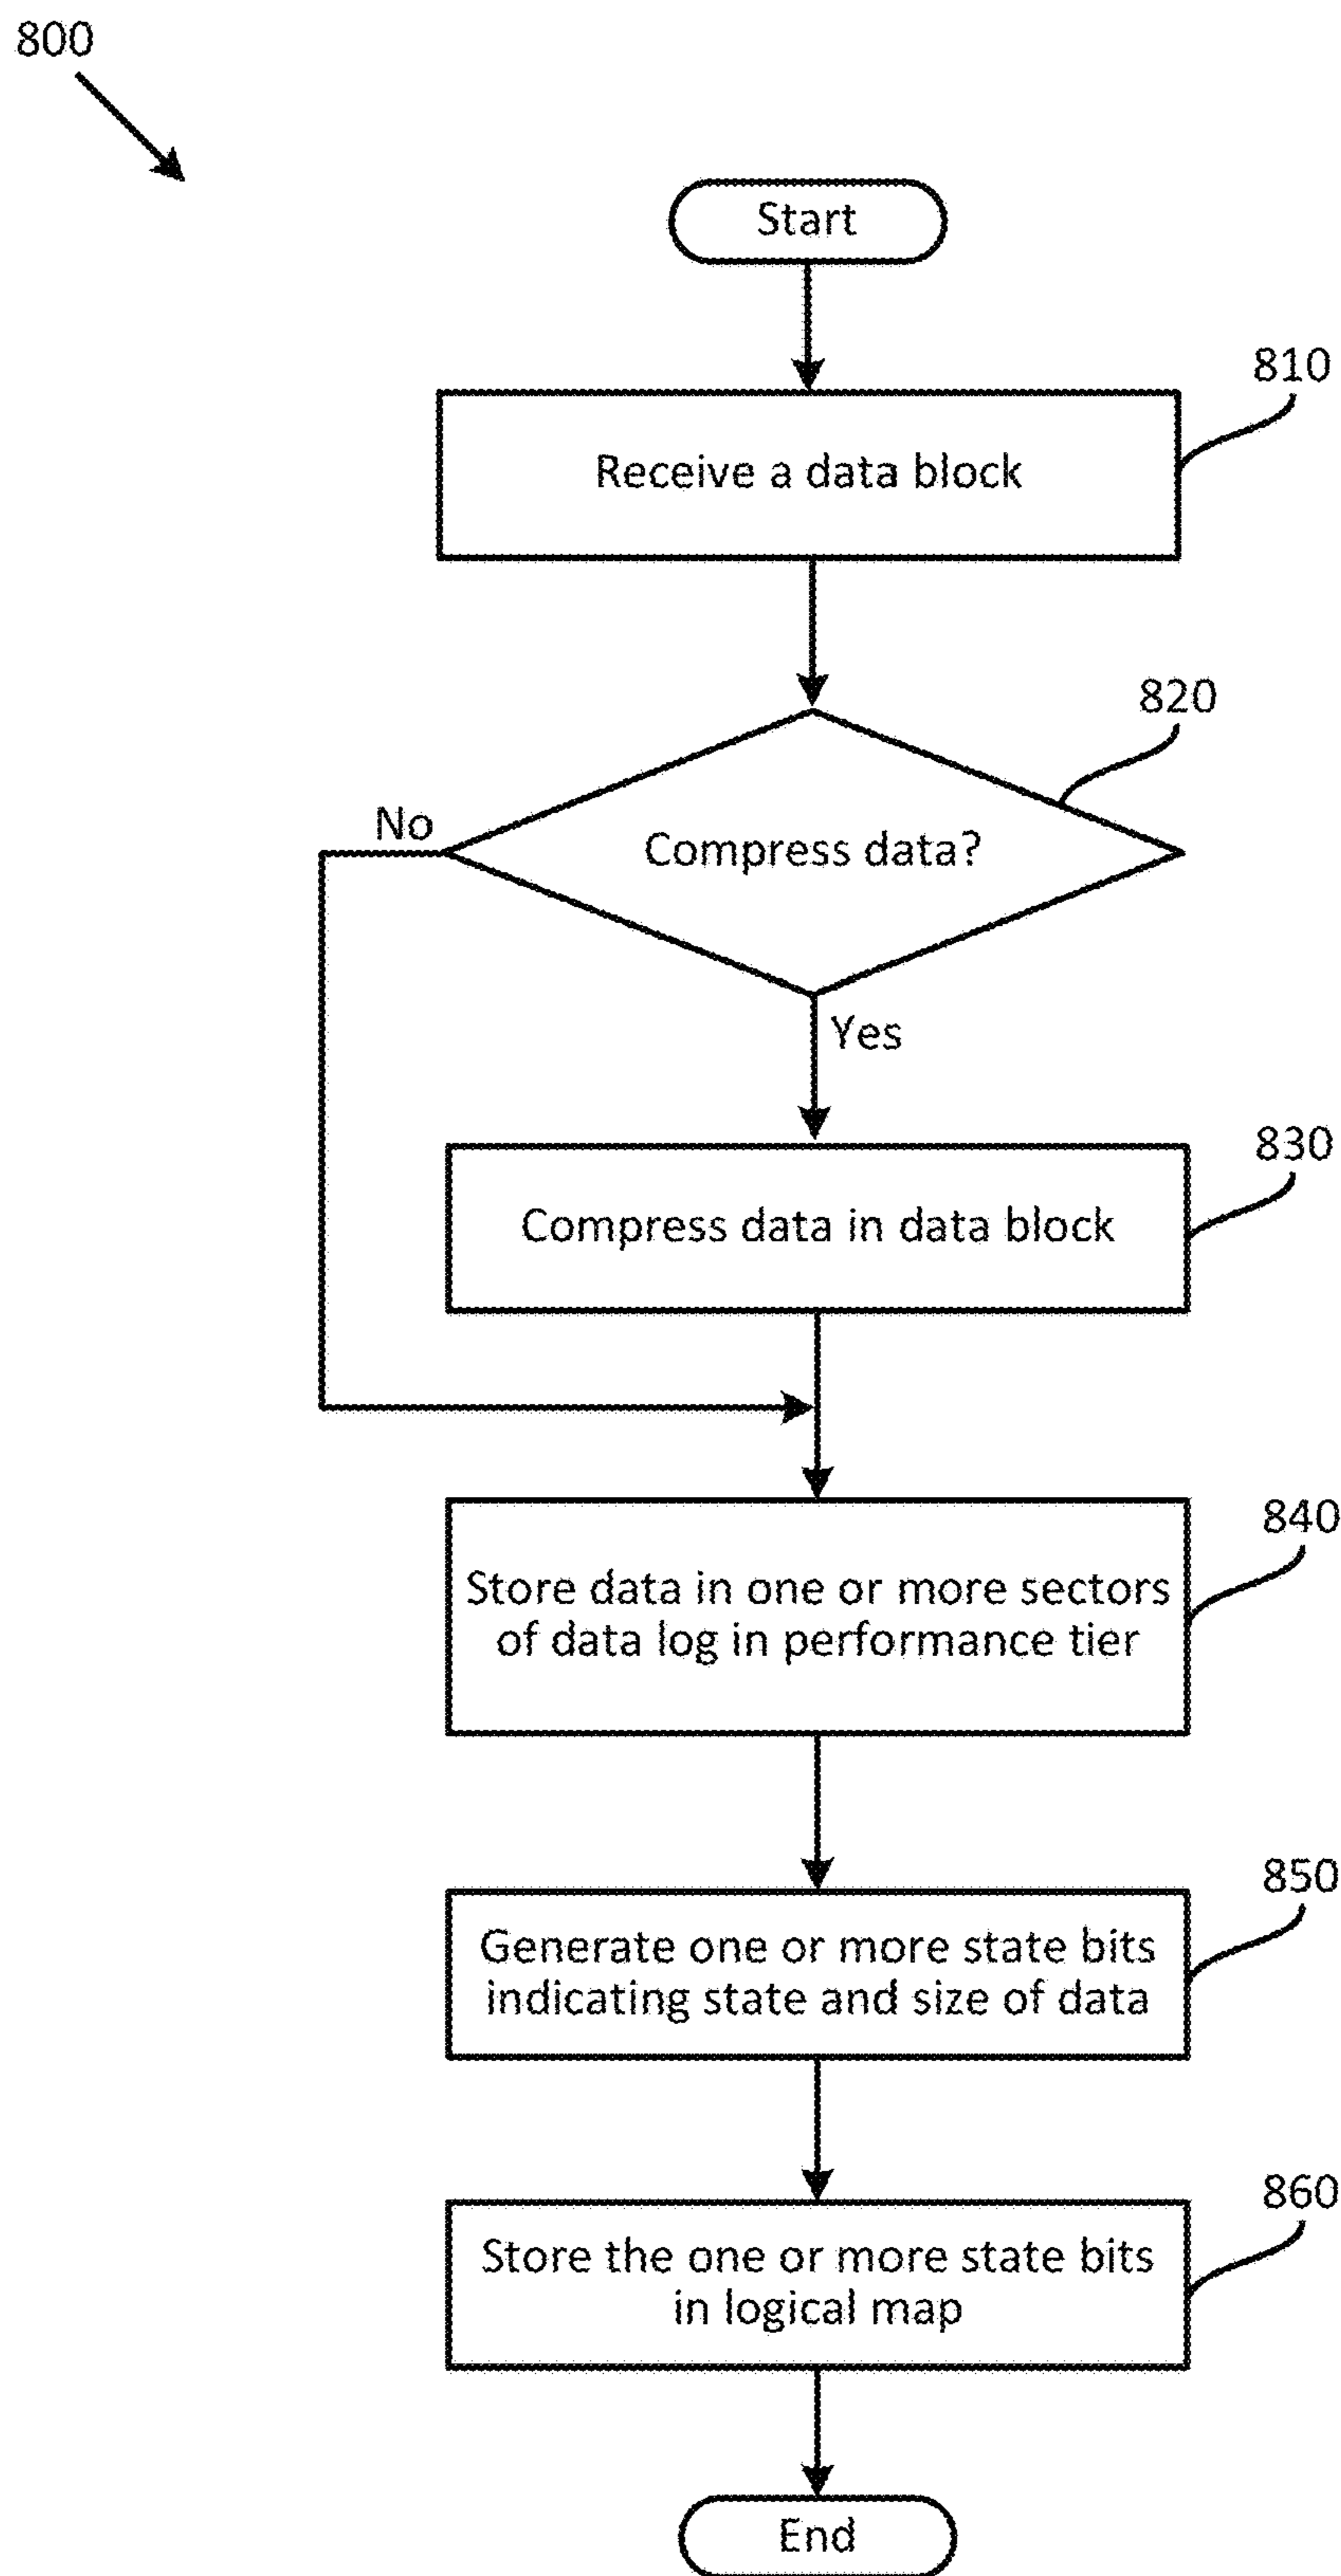 800
Start
810
Receive a data block
820
No
Compress data?
Yes
830
Compress data in data block
840
Store data in one or more sectors
of data log in performance tier
850
Generate one or more state bits
indicating state and size of data
860
Store the one or more state bits
in logical map
End